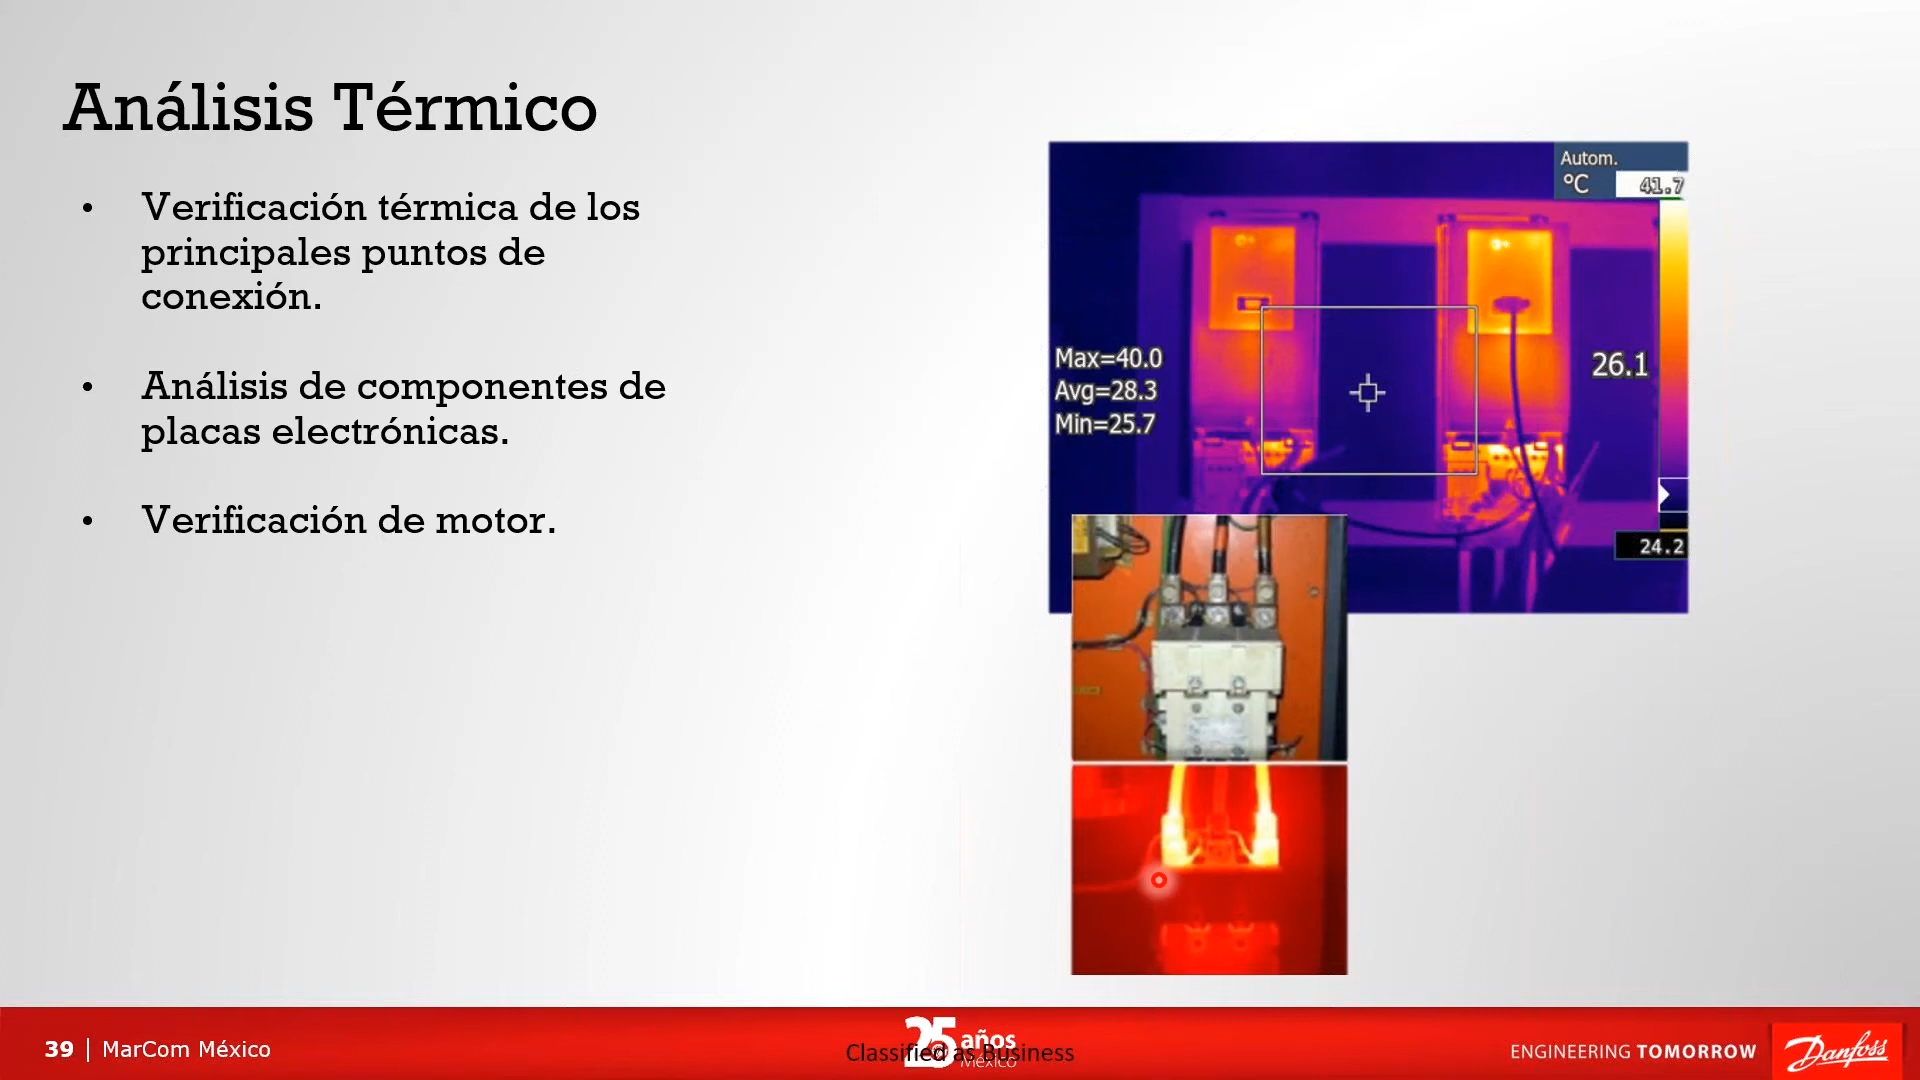 Análisis Térmico
• Verificación térmica de los
principales puntos de
conexión.
• Análisis de componentes de
placas electrónicas.
• Verificación de motor.
Autom.
°C 41.7
Max=40.0
Avg=28.3
Min=25.7
26.1
24.2
39 | MarCom México
25 años
México
Classified as Business
ENGINEERING TOMORROW
Danfoss